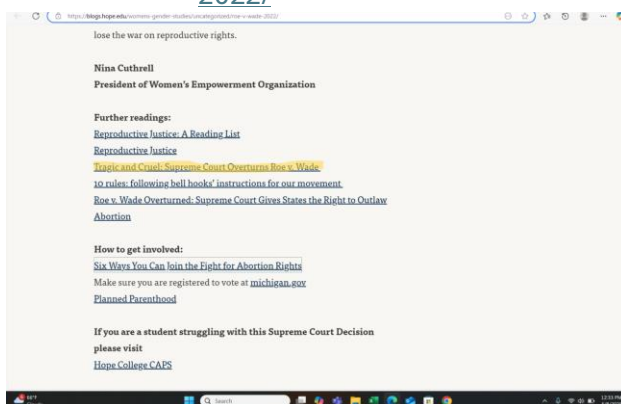 2022/
https://blogs.hope.edu/womens-gender-studies/uncategorized/roe-v-wade-2022/
lose the war on reproductive rights.
Nina Cuthrell
President of Women's Empowerment Organization
Further readings:
Reproductive Justice: A Reading List
Reproductive Justice
Tragic and Cruel: Supreme Court Overturns Roe v. Wade
10 rules: following bell hooks' instructions for our movement
Roe v. Wade Overturned: Supreme Court Gives States the Right to Outlaw
Abortion
How to get involved:
Six Ways You Can Join the Fight for Abortion Rights
Make sure you are registered to vote at michigan.gov
Planned Parenthood
If you are a student struggling with this Supreme Court Decision
please visit
Hope College CAPS
Search
12:33 PM